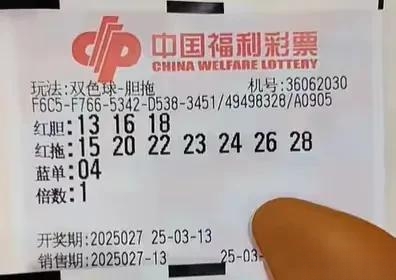 中国福利彩票
CHINA WELFARE LOTTERY
玩法:双色球-胆拖 机号:36062030
F6C5-F766-5342-D538-3451/49498328/A0905
红胆:13 16 18
红拖:15 20 22 23 24 26 28
蓝单:04
倍数:1
开奖期:2025027 25-03-13
销售期:2025027-13 25-03